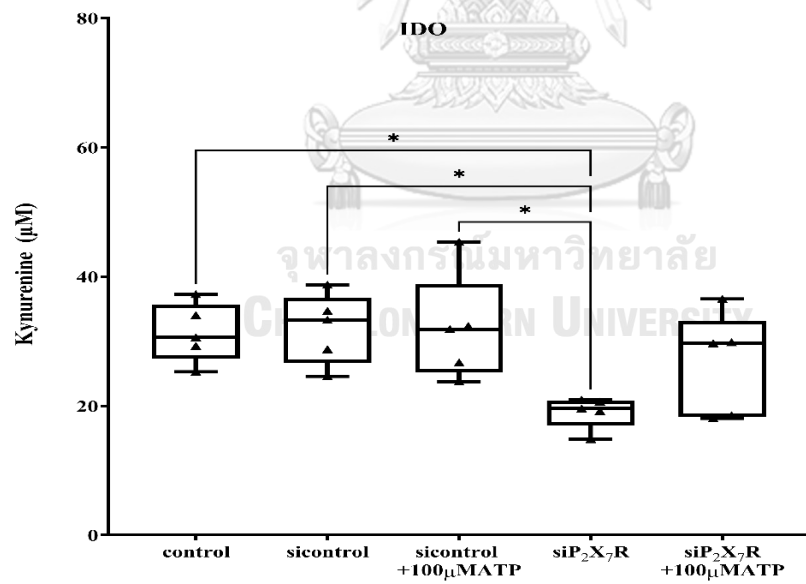 IDO
80
60
40
20
0
Kynurenine (µM)
*
*
*
จุฬาลงกรณ์มหาวิทยาลัย
CHULALONGKORN UNIVERSITY
control
sicontrol
sicontrol
+100µMATP
siP₂X₇R
siP₂X₇R
+100µMATP